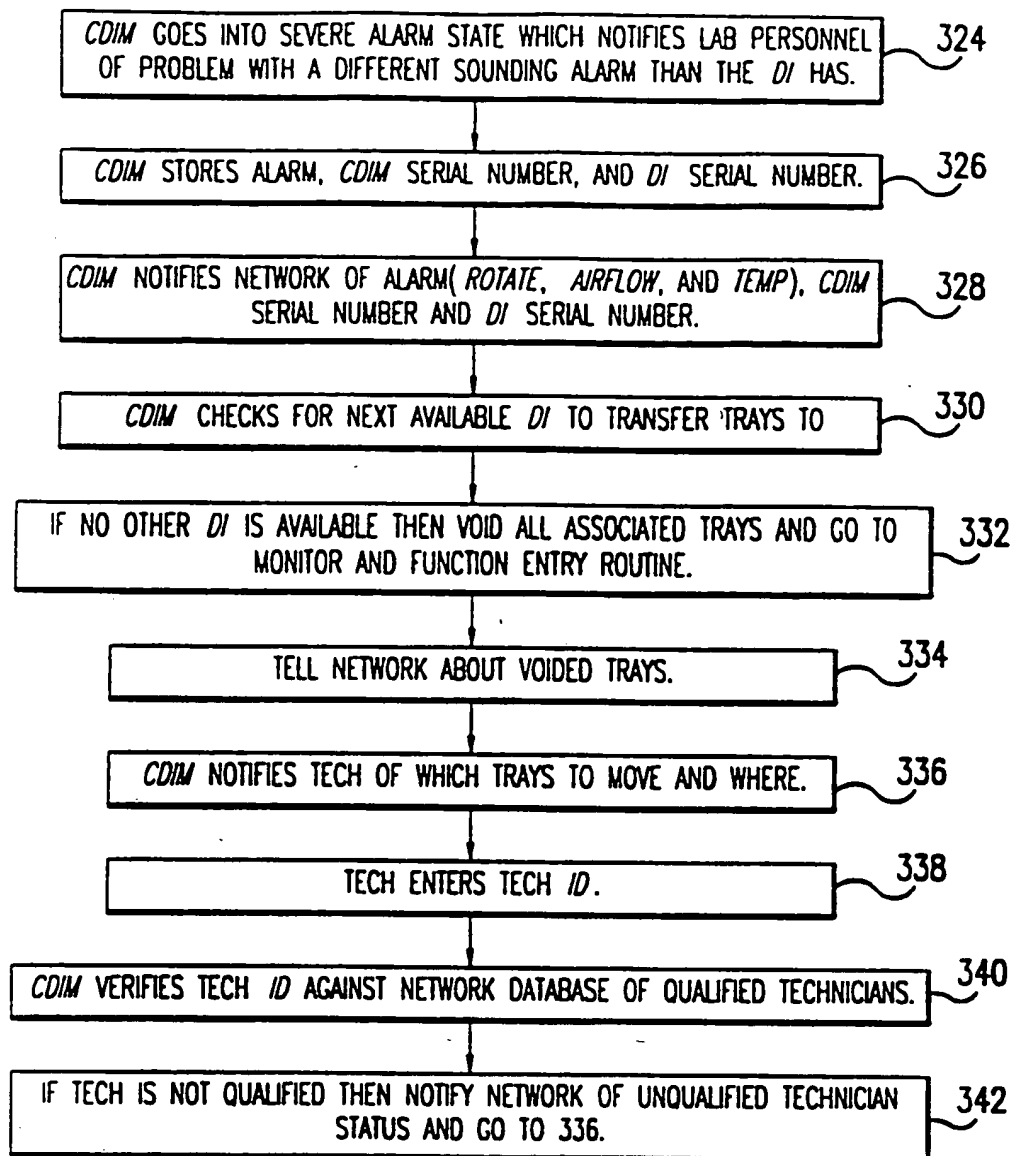 CDIM GOES INTO SEVERE ALARM STATE WHICH NOTIFIES LAB PERSONNEL
OF PROBLEM WITH A DIFFERENT SOUNDING ALARM THAN THE DI HAS.
324
CDIM STORES ALARM, CDIM SERIAL NUMBER, AND DI SERIAL NUMBER.
326
CDIM NOTIFIES NETWORK OF ALARM( ROTATE, AIRFLOW, AND TEMP), CDIM
SERIAL NUMBER AND DI SERIAL NUMBER.
328
CDIM CHECKS FOR NEXT AVAILABLE DI TO TRANSFER TRAYS TO
330
IF NO OTHER DI IS AVAILABLE THEN VOID ALL ASSOCIATED TRAYS AND GO TO
MONITOR AND FUNCTION ENTRY ROUTINE.
332
TELL NETWORK ABOUT VOIDED TRAYS.
334
CDIM NOTIFIES TECH OF WHICH TRAYS TO MOVE AND WHERE.
336
TECH ENTERS TECH ID.
338
CDIM VERIFIES TECH ID AGAINST NETWORK DATABASE OF QUALIFIED TECHNICIANS.
340
IF TECH IS NOT QUALIFIED THEN NOTIFY NETWORK OF UNQUALIFIED TECHNICIAN
STATUS AND GO TO 336.
342